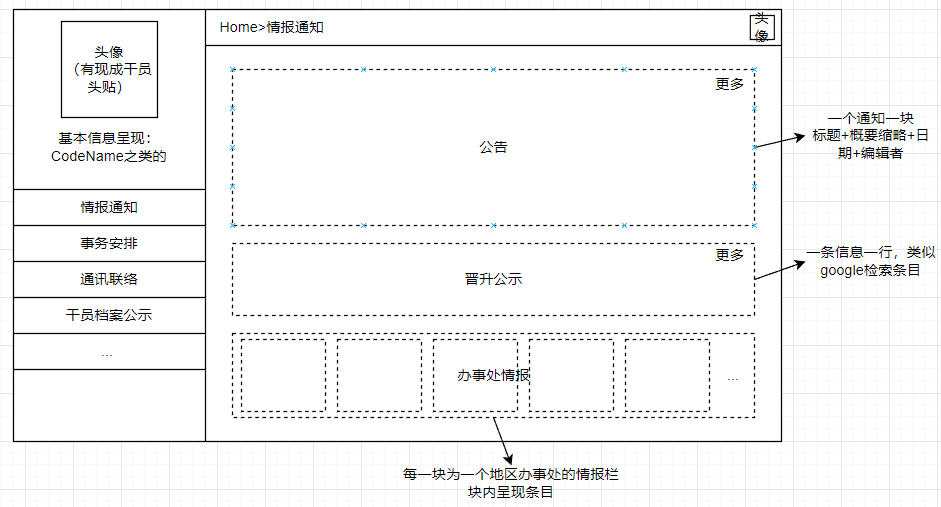 头像
（有现成干员
头贴）
基本信息呈现：
CodeName之类的
情报通知
事务安排
通讯联络
干员档案公示
...
Home>情报通知
头
像
更多
公告
更多
晋升公示
办事处情报
...
一个通知一块
标题+概要缩略+日
期+编辑者
一条信息一行，类似
google检索条目
每一块为一个地区办事处的情报栏
块内呈现条目